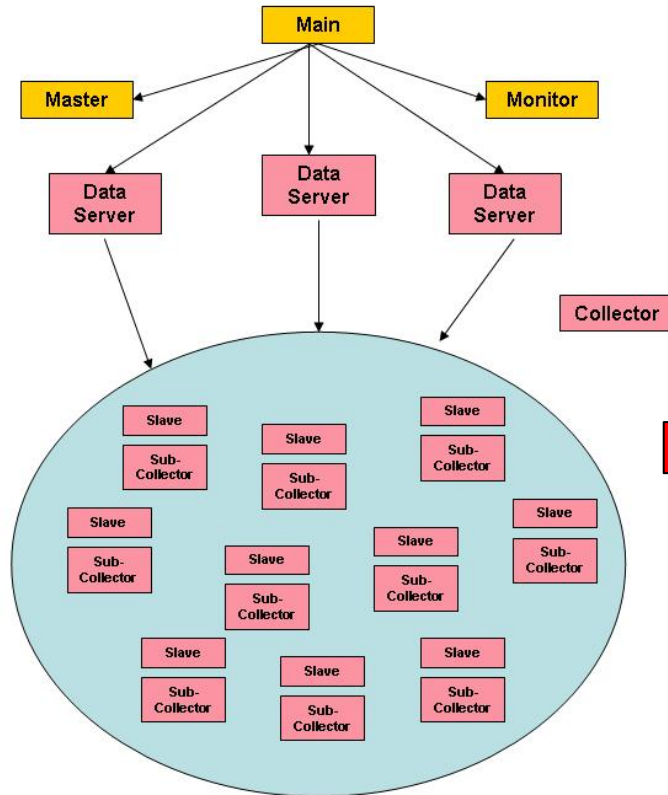 Main
Master
Monitor
Data
Server
Data
Server
Data
Server
Collector
Slave
Sub-
Collector
Slave
Sub-
Collector
Slave
Sub-
Collector
Slave
Sub-
Collector
Slave
Sub-
Collector
Slave
Sub-
Collector
Slave
Sub-
Collector
Slave
Sub-
Collector
Slave
Sub-
Collector
Slave
Sub-
Collector